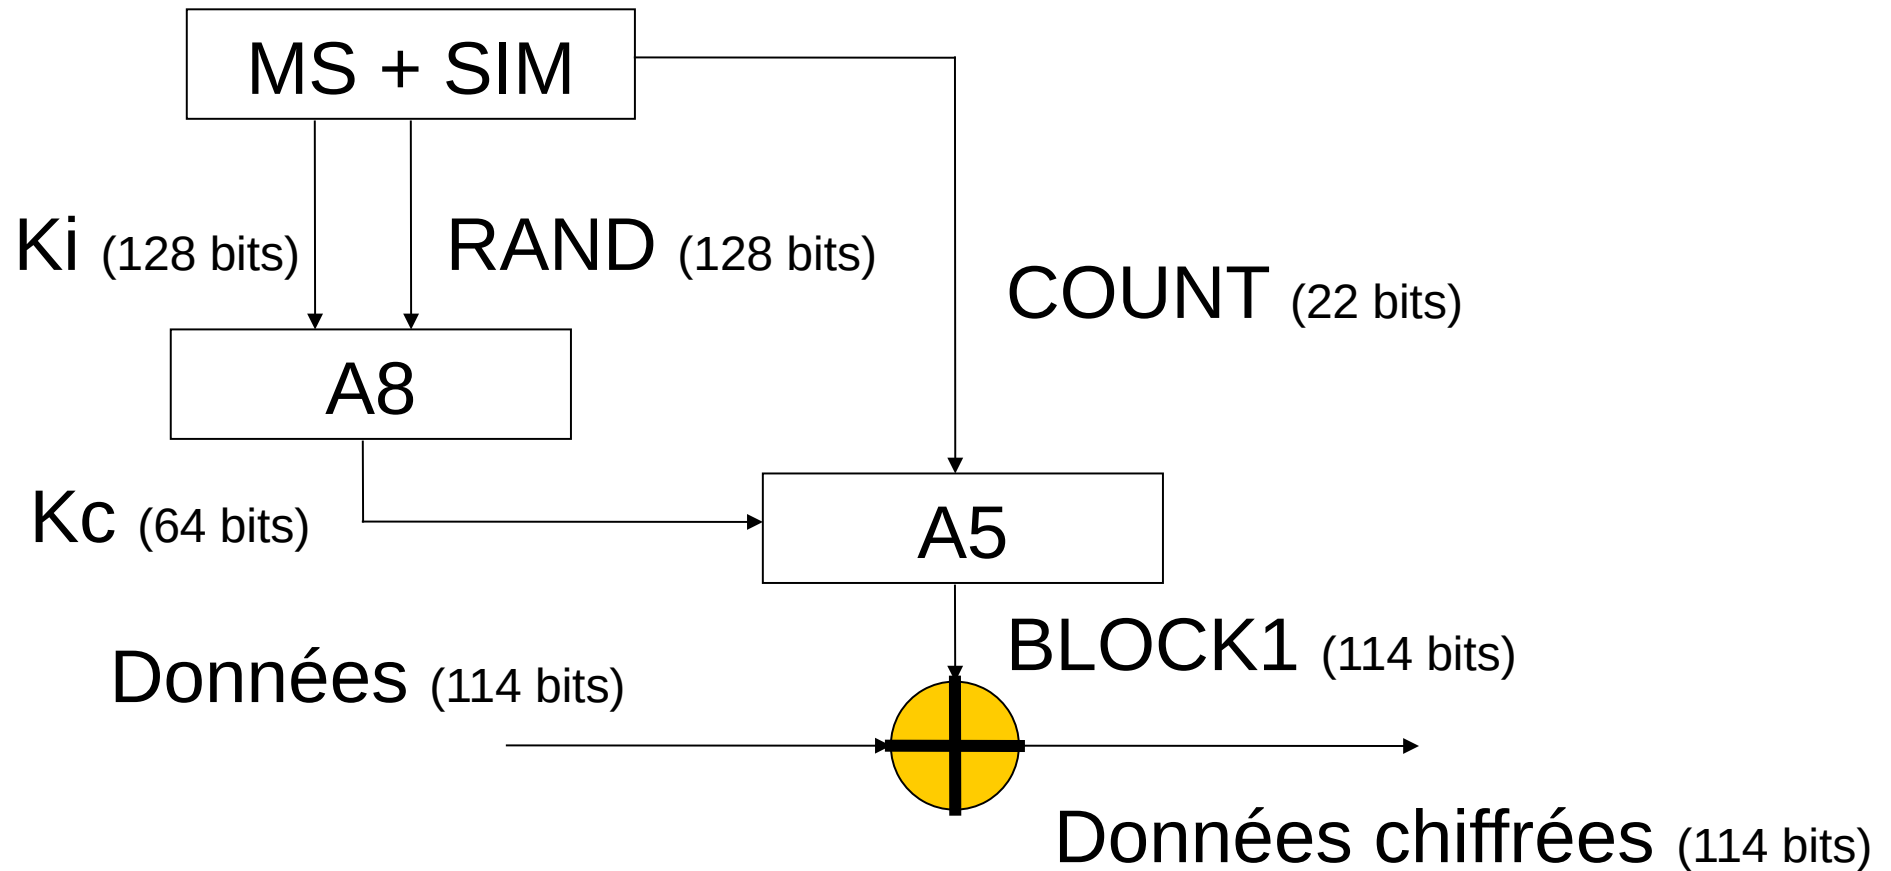 MS + SIM
Ki (128 bits)
RAND (128 bits)
COUNT (22 bits)
A8
Kc (64 bits)
A5
BLOCK1 (114 bits)
Données (114 bits)
Données chiffrées (114 bits)